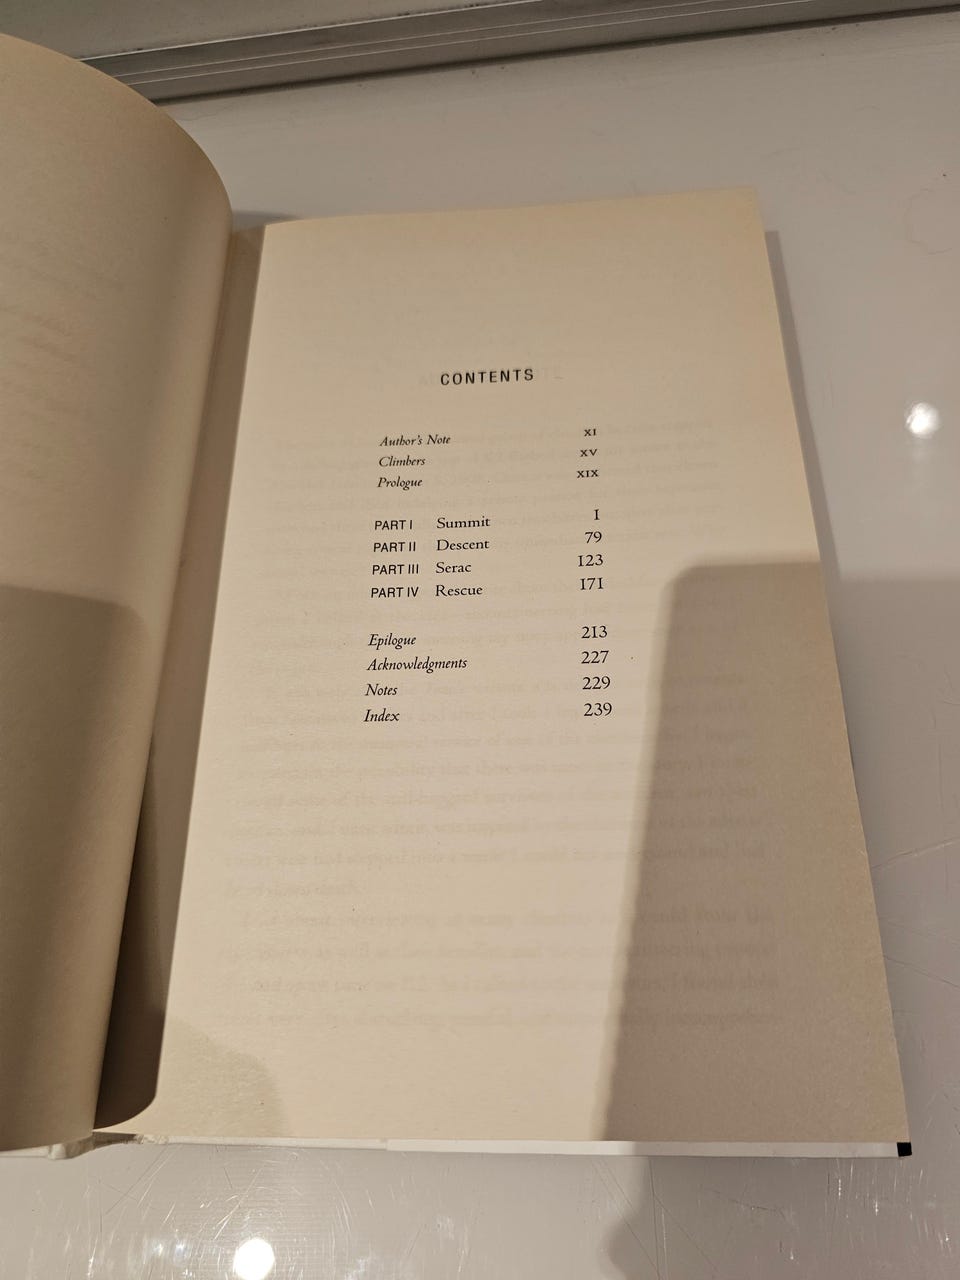 CONTENTS
Author's Note XI
Climbers XV
Prologue XIX
PART I Summit 1
PART II Descent 79
PART III Serac 123
PART IV Rescue 171
Epilogue 213
Acknowledgments 227
Notes 229
Index 239